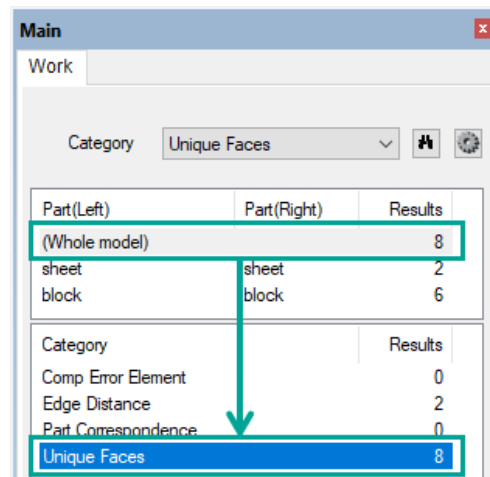 Main
Work
Category Unique Faces
Part(Left) Part(Right) Results
(Whole model) 8
sheet sheet 2
block block 6
Category Results
Comp Error Element 0
Edge Distance 2
Part Correspondence 0
Unique Faces 8